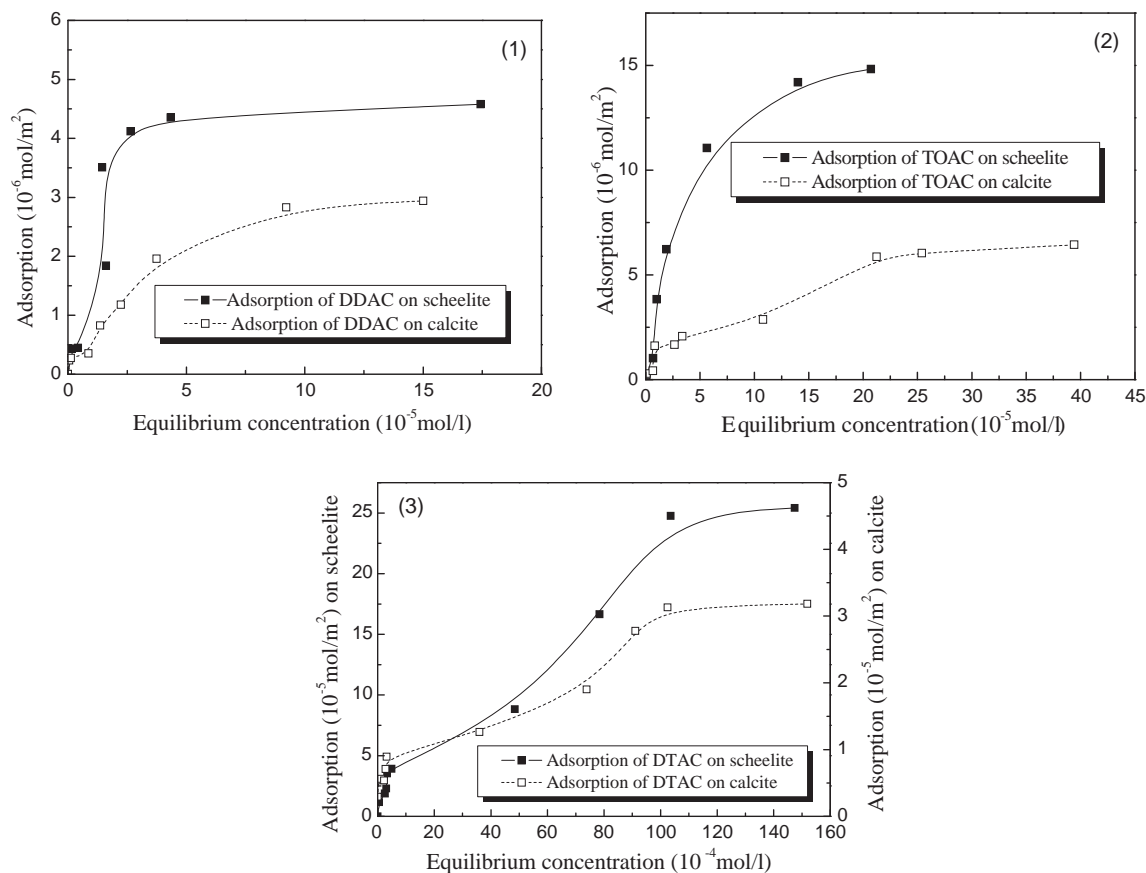 (1)
Adsorption (10-6mol/m2)
6
5
4
3
2
1
0
Adsorption of DDAC on scheelite
Adsorption of DDAC on calcite
0 5 10 15 20
Equilibrium concentration (10-5mol/l)
(2)
Adsorption (10-6mol/m2)
15
10
5
0
Adsorption of TOAC on scheelite
Adsorption of TOAC on calcite
0 5 10 15 20 25 30 35 40 45
Equilibrium concentration(10-5mol/l)
(3)
Adsorption (10-5mol/m2) on scheelite
25
20
15
10
5
0
Adsorption of DTAC on scheelite
Adsorption of DTAC on calcite
5
4
3
2
1
0
Adsorption (10-5mol/m2) on calcite
0 20 40 60 80 100 120 140 160
Equilibrium concentration (10-4mol/l)